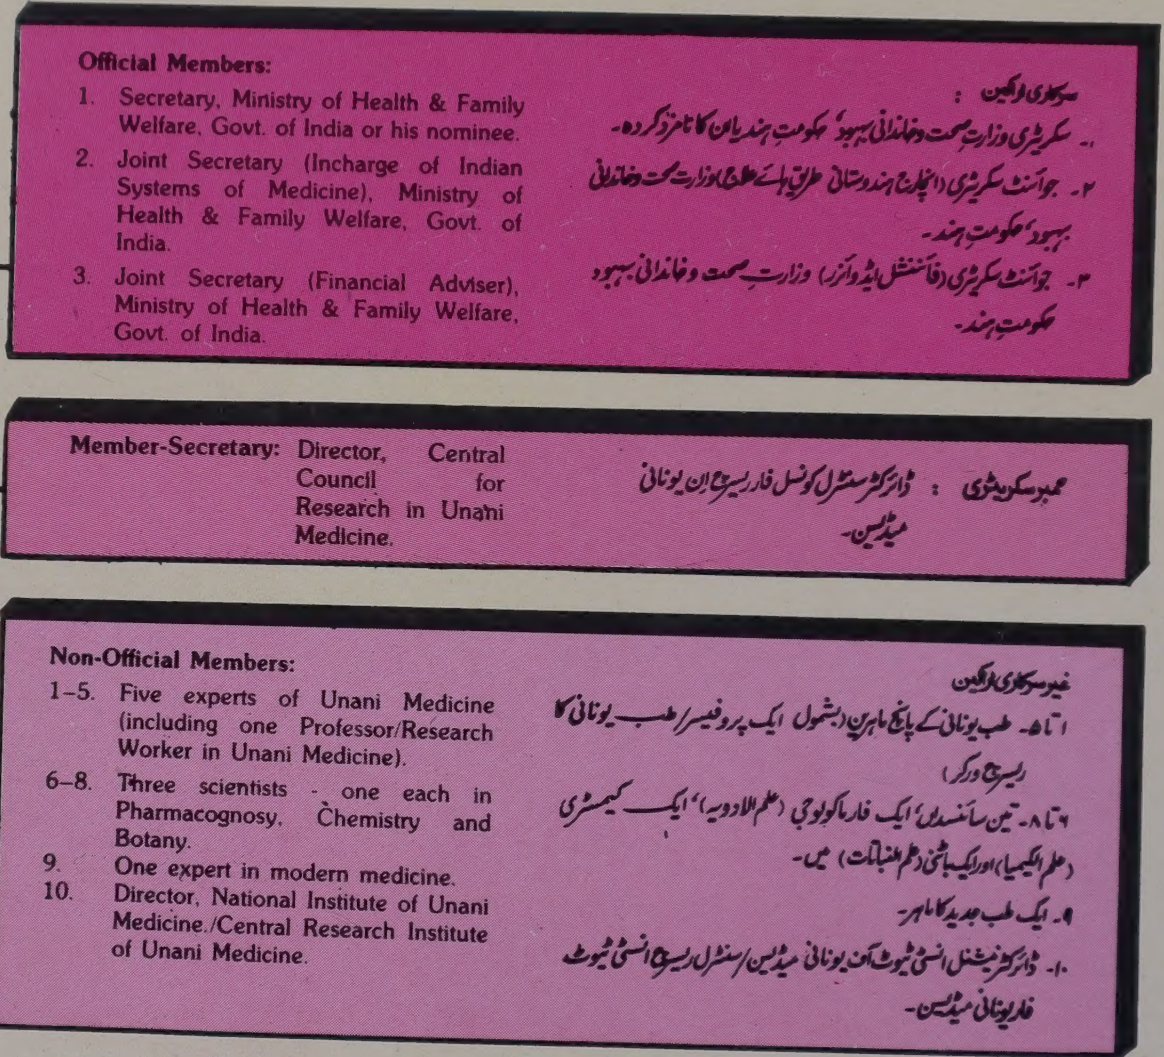 Official Members:
1. Secretary, Ministry of Health & Family
Welfare, Govt. of India or his nominee.
2. Joint Secretary (Incharge of Indian
Systems of Medicine), Ministry of
Health & Family Welfare, Govt. of
India.
3. Joint Secretary (Financial Adviser),
Ministry of Health & Family Welfare,
Govt. of India.
سرکاری اراکین :
۱۔ سکریٹری وزارتِ صحت و خاندانی بہبود، حکومتِ ہند یا ان کا نامزد کردہ۔
۲۔ جوائنٹ سکریٹری (انچارج ہندوستانی طریق ہائے علاج) وزارت صحت و خاندانی
بہبود، حکومتِ ہند۔
۳۔ جوائنٹ سکریٹری (فائننشل ایڈوائزر) وزارتِ صحت و خاندانی بہبود
حکومتِ ہند۔
Member-Secretary: Director, Central
Council for
Research in Unani
Medicine.
ممبر سکریٹری : ڈائرکٹر سنٹرل کونسل فار ریسرچ اِن یونانی
میڈیسن۔
Non-Official Members:
1–5. Five experts of Unani Medicine
(including one Professor/Research
Worker in Unani Medicine).
6–8. Three scientists - one each in
Pharmacognosy, Chemistry and
Botany.
9. One expert in modern medicine.
10. Director, National Institute of Unani
Medicine./Central Research Institute
of Unani Medicine.
غیر سرکاری اراکین
۱ تا ۵۔ طب یونانی کے پانچ ماہرین (بشمول ایک پروفیسر/طب یونانی کا
ریسرچ ورکر)
۶ تا ۸۔ تین سائنسداں، ایک فارماکولوجی (علم الادویہ)، ایک کیمسٹری
(علم الکیمیا) اور ایک باٹنی (علم النباتات) میں۔
۹۔ ایک طب جدید کا ماہر۔
۱۰۔ ڈائرکٹر نیشنل انسٹی ٹیوٹ آف یونانی میڈیسن/سنٹرل ریسرچ انسٹی ٹیوٹ
فار یونانی میڈیسن۔